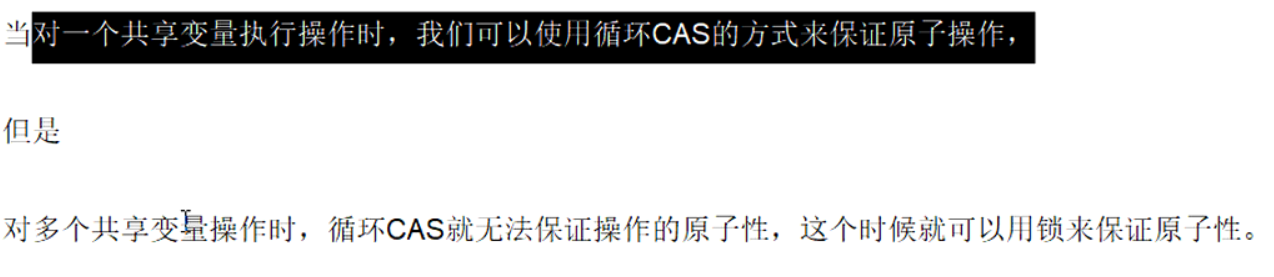 当对一个共享变量执行操作时，我们可以使用循环CAS的方式来保证原子操作，
但是
对多个共享变量操作时，循环CAS就无法保证操作的原子性，这个时候就可以用锁来保证原子性。